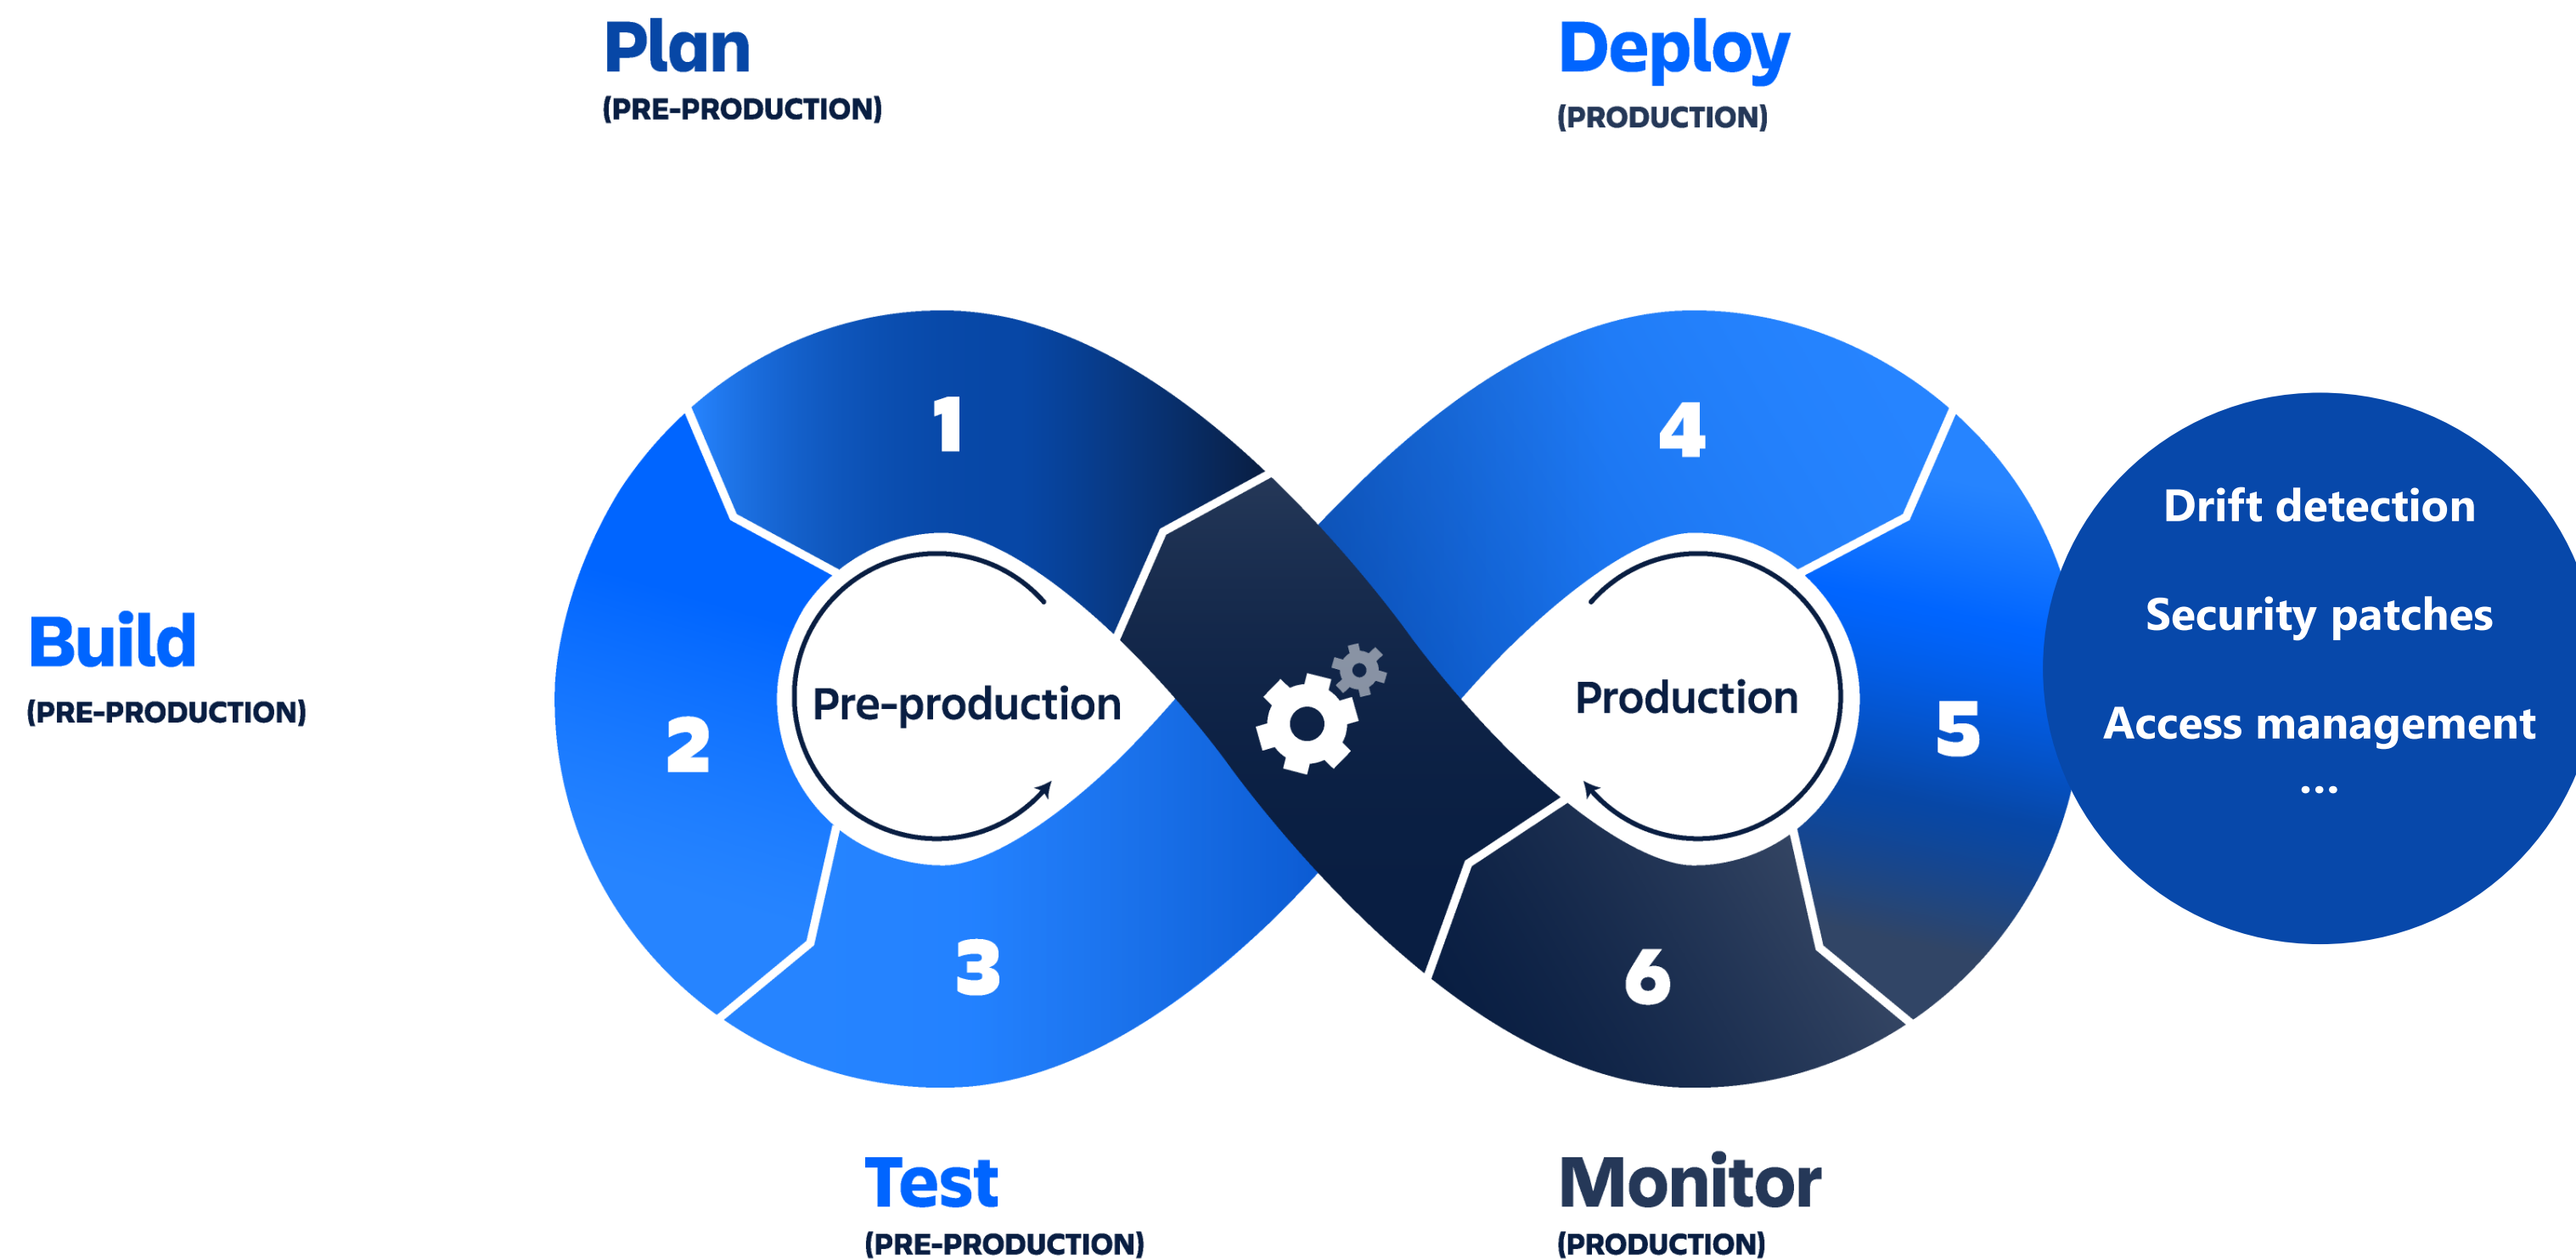 Plan
(PRE-PRODUCTION)
Deploy
(PRODUCTION)
1
4
Drift detection
Security patches
Access management
...
Build
(PRE-PRODUCTION)
2
Pre-production
Production
5
3
6
Test
(PRE-PRODUCTION)
Monitor
(PRODUCTION)